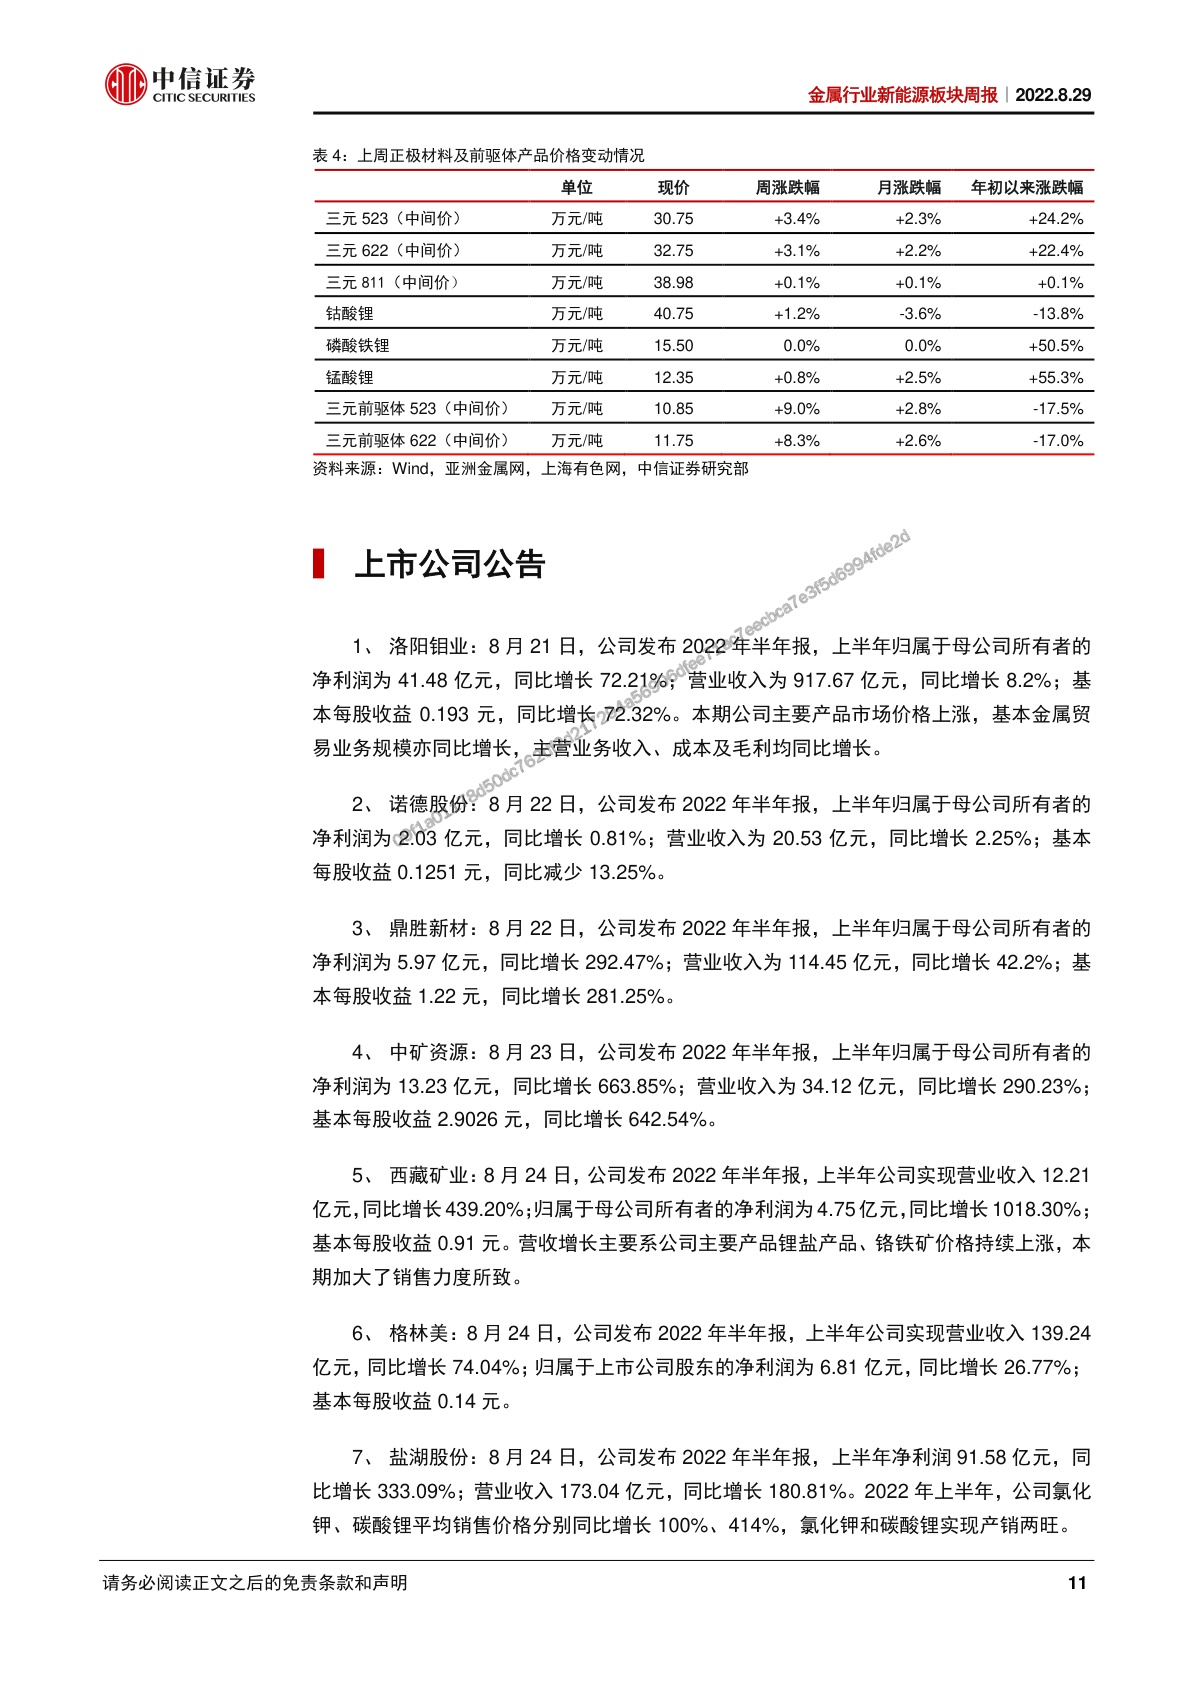 中信证券
CITIC SECURITIES
金属行业新能源板块周报｜2022.8.29
表 4：上周正极材料及前驱体产品价格变动情况
单位 现价 周涨跌幅 月涨跌幅 年初以来涨跌幅
三元 523（中间价） 万元/吨 30.75 +3.4% +2.3% +24.2%
三元 622（中间价） 万元/吨 32.75 +3.1% +2.2% +22.4%
三元 811（中间价） 万元/吨 38.98 +0.1% +0.1% +0.1%
钴酸锂 万元/吨 40.75 +1.2% -3.6% -13.8%
磷酸铁锂 万元/吨 15.50 0.0% 0.0% +50.5%
锰酸锂 万元/吨 12.35 +0.8% +2.5% +55.3%
三元前驱体 523（中间价） 万元/吨 10.85 +9.0% +2.8% -17.5%
三元前驱体 622（中间价） 万元/吨 11.75 +8.3% +2.6% -17.0%
资料来源：Wind，亚洲金属网，上海有色网，中信证券研究部
上市公司公告
1、 洛阳钼业：8 月 21 日，公司发布 2022 年半年报，上半年归属于母公司所有者的
净利润为 41.48 亿元，同比增长 72.21%；营业收入为 917.67 亿元，同比增长 8.2%；基
本每股收益 0.193 元，同比增长 72.32%。本期公司主要产品市场价格上涨，基本金属贸
易业务规模亦同比增长，主营业务收入、成本及毛利均同比增长。
2、 诺德股份：8 月 22 日，公司发布 2022 年半年报，上半年归属于母公司所有者的
净利润为 2.03 亿元，同比增长 0.81%；营业收入为 20.53 亿元，同比增长 2.25%；基本
每股收益 0.1251 元，同比减少 13.25%。
3、 鼎胜新材：8 月 22 日，公司发布 2022 年半年报，上半年归属于母公司所有者的
净利润为 5.97 亿元，同比增长 292.47%；营业收入为 114.45 亿元，同比增长 42.2%；基
本每股收益 1.22 元，同比增长 281.25%。
4、 中矿资源：8 月 23 日，公司发布 2022 年半年报，上半年归属于母公司所有者的
净利润为 13.23 亿元，同比增长 663.85%；营业收入为 34.12 亿元，同比增长 290.23%；
基本每股收益 2.9026 元，同比增长 642.54%。
5、 西藏矿业：8 月 24 日，公司发布 2022 年半年报，上半年公司实现营业收入 12.21
亿元，同比增长 439.20%；归属于母公司所有者的净利润为 4.75 亿元，同比增长 1018.30%；
基本每股收益 0.91 元。营收增长主要系公司主要产品锂盐产品、铬铁矿价格持续上涨，本
期加大了销售力度所致。
6、 格林美：8 月 24 日，公司发布 2022 年半年报，上半年公司实现营业收入 139.24
亿元，同比增长 74.04%；归属于上市公司股东的净利润为 6.81 亿元，同比增长 26.77%；
基本每股收益 0.14 元。
7、 盐湖股份：8 月 24 日，公司发布 2022 年半年报，上半年净利润 91.58 亿元，同
比增长 333.09%；营业收入 173.04 亿元，同比增长 180.81%。2022 年上半年，公司氯化
钾、碳酸锂平均销售价格分别同比增长 100%、414%，氯化钾和碳酸锂实现产销两旺。
请务必阅读正文之后的免责条款和声明 11